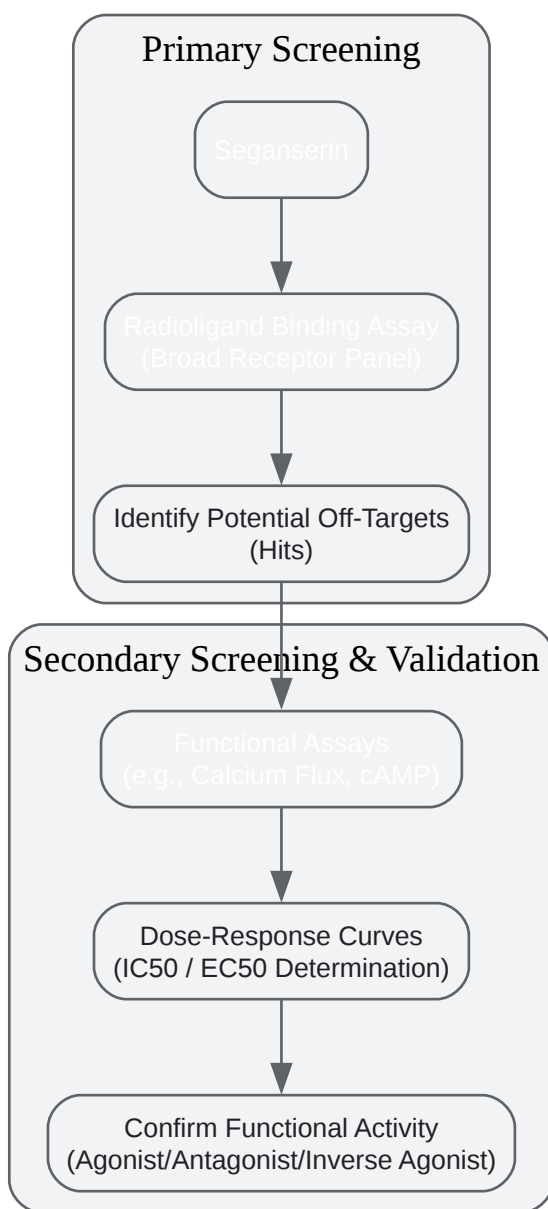 Primary Screening
Seganserin
Radioligand Binding Assay
(Broad Receptor Panel)
Identify Potential Off-Targets
(Hits)
Secondary Screening & Validation
Functional Assays
(e.g., Calcium Flux, cAMP)
Dose-Response Curves
(IC50 / EC50 Determination)
Confirm Functional Activity
(Agonist/Antagonist/Inverse Agonist)